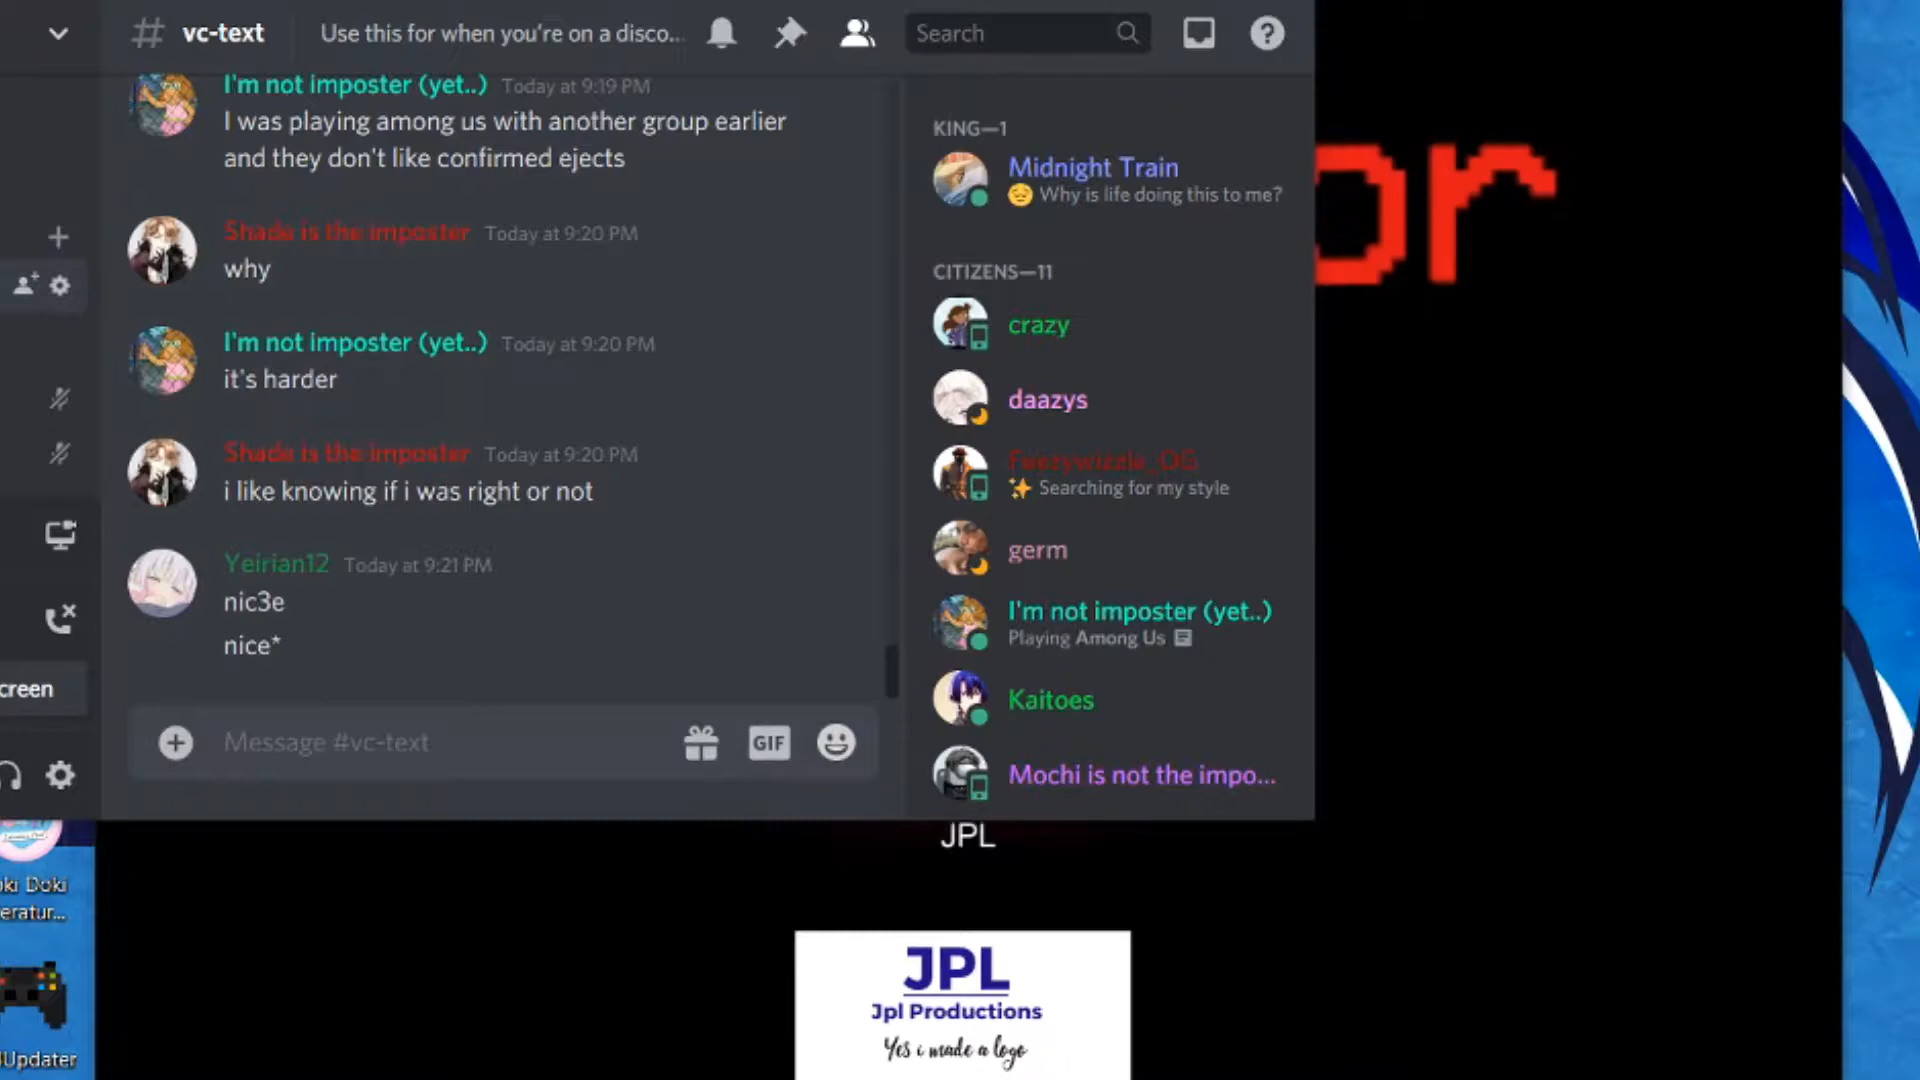 vc-text
Use this for when you're on a disco...
Search
I'm not imposter (yet..) Today at 9:19 PM
I was playing among us with another group earlier
and they don't like confirmed ejects
Shade is the imposter Today at 9:20 PM
why
I'm not imposter (yet..) Today at 9:20 PM
it's harder
Shade is the imposter Today at 9:20 PM
i like knowing if i was right or not
Yeirian12 Today at 9:21 PM
nic3e
nice*
creen
Message #vc-text
GIF
KING—1
Midnight Train
Why is life doing this to me?
CITIZENS—11
crazy
daazys
Searching for my style
germ
I'm not imposter (yet..)
Playing Among Us
Kaitoes
Mochi is not the impo...
or
JPL
oki Doki
eratur...
Updater
JPL
Jpl Productions
Yes i made a logo